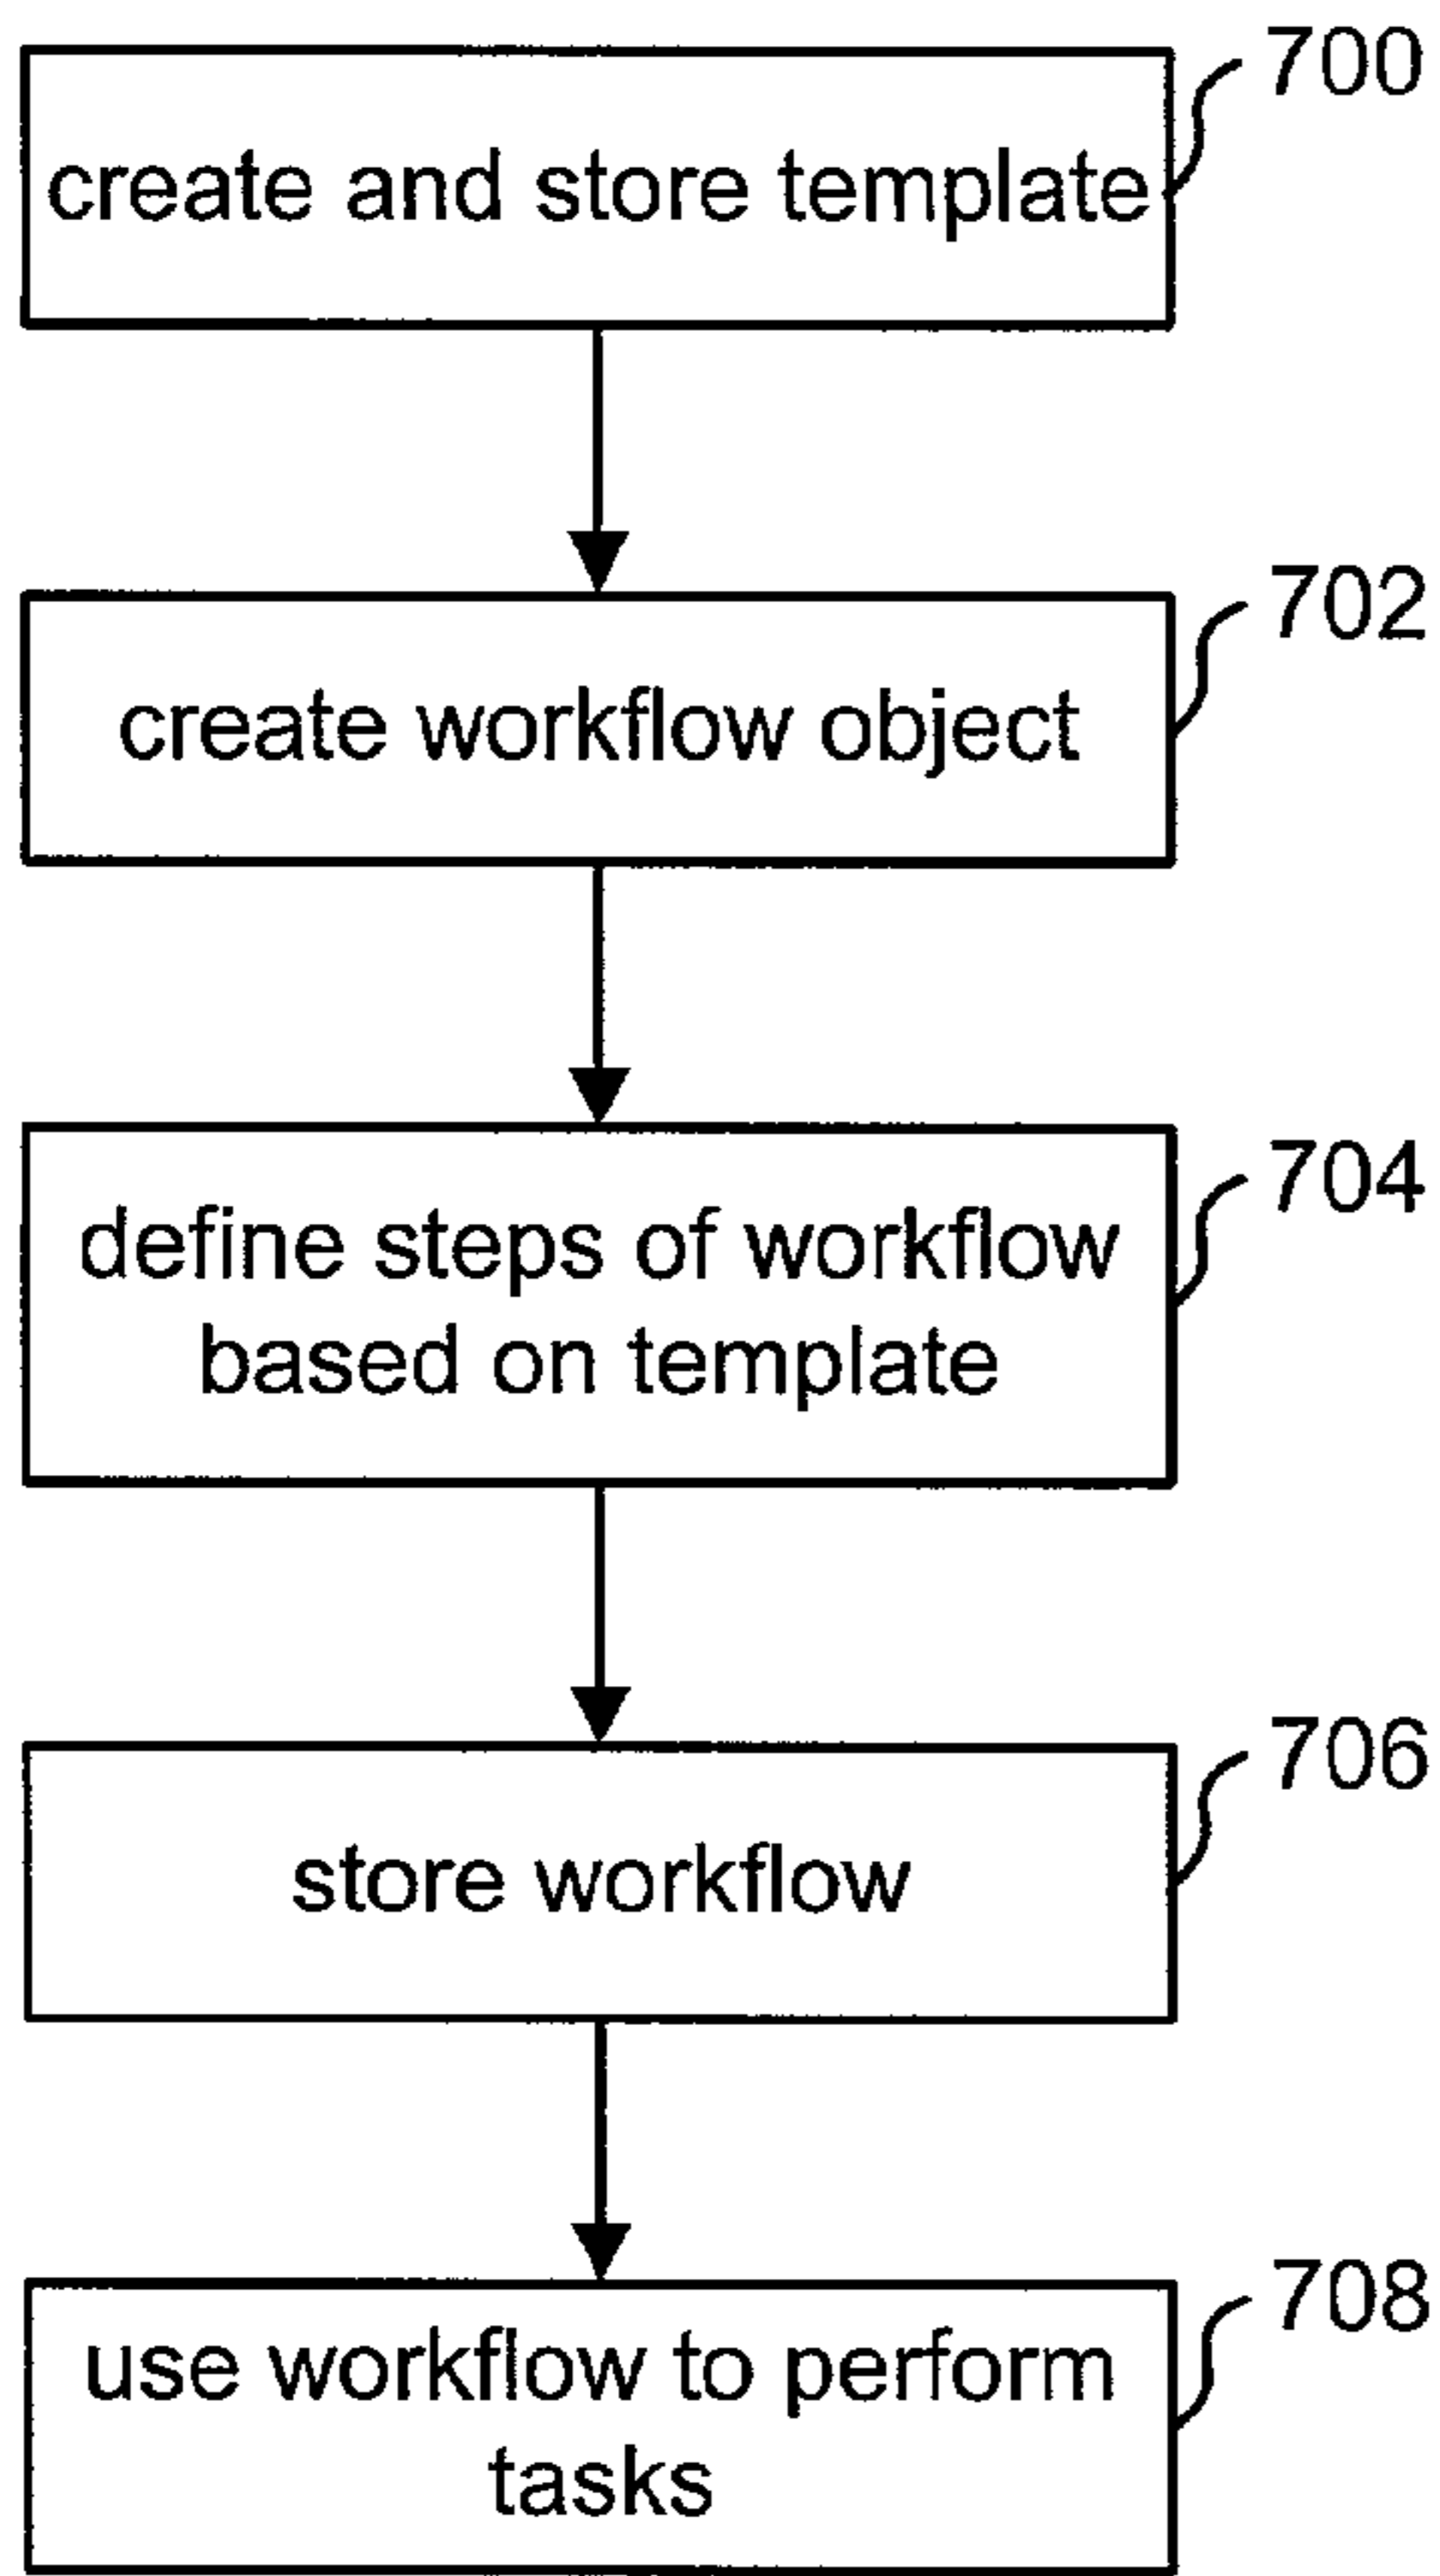 700
create and store template
702
create workflow object
704
define steps of workflow
based on template
706
store workflow
708
use workflow to perform
tasks